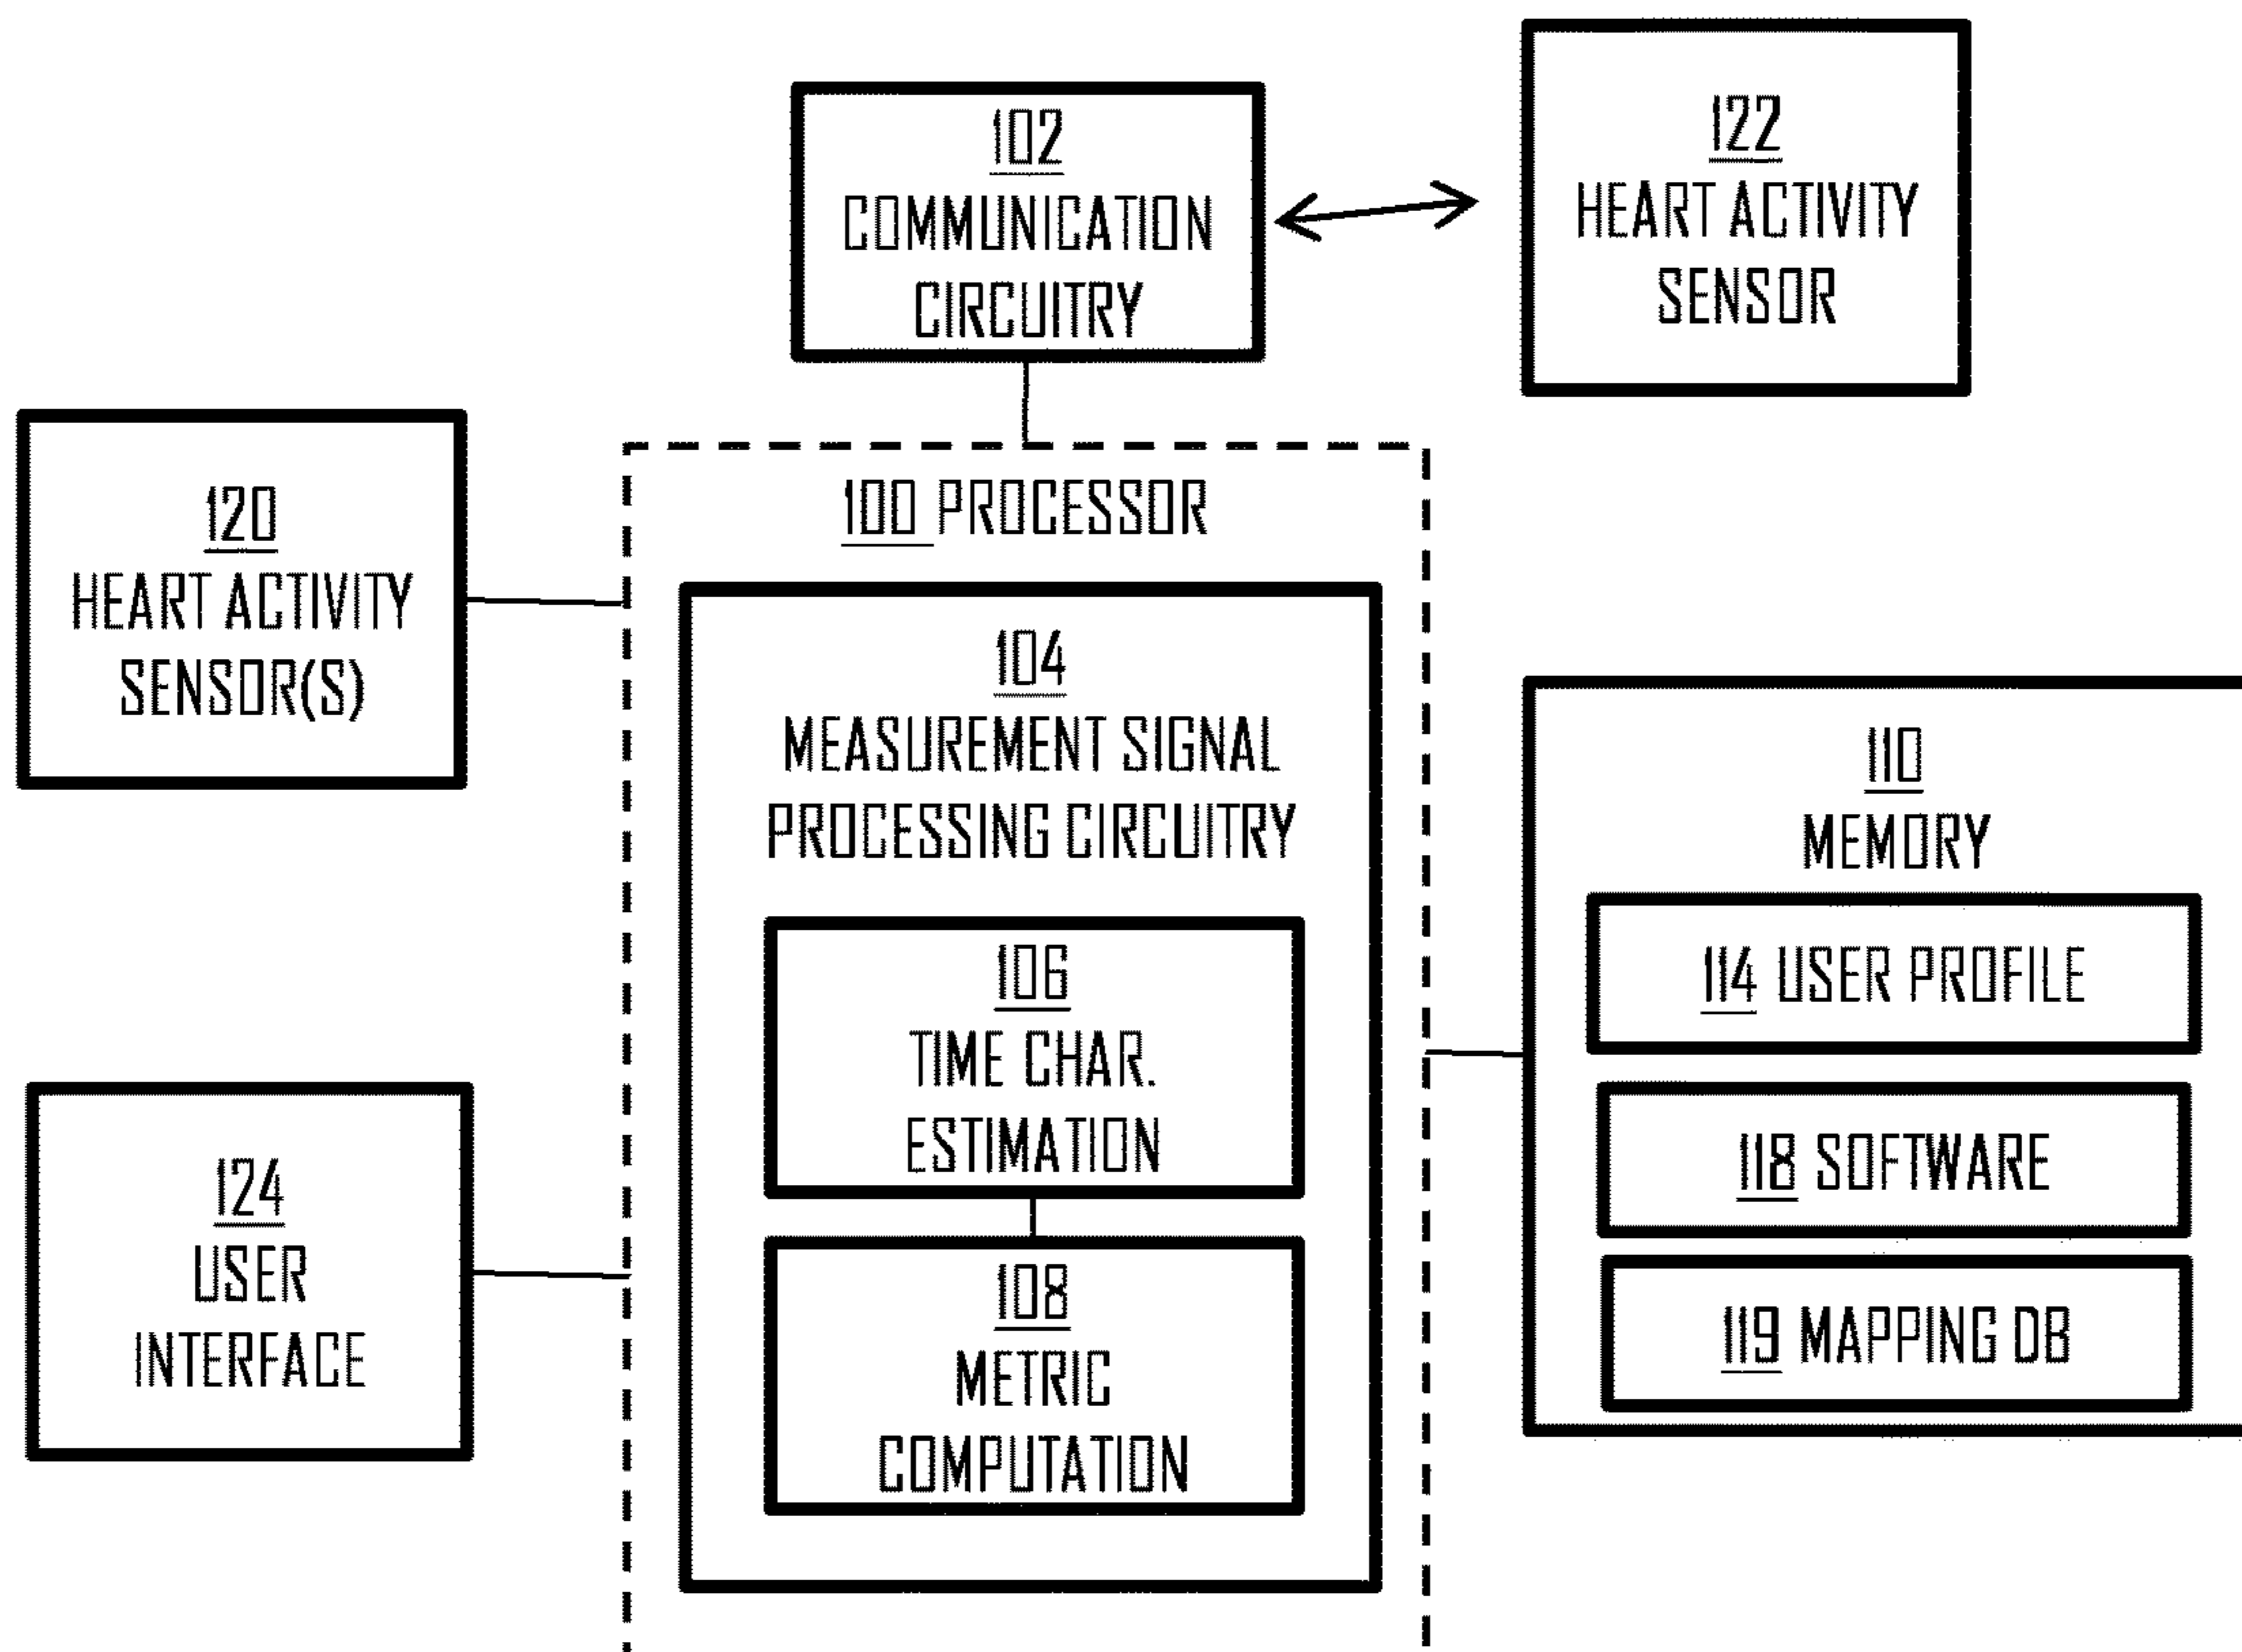 102
COMMUNICATION
CIRCUITRY
122
HEART ACTIVITY
SENSOR
120
HEART ACTIVITY
SENSOR(S)
100 PROCESSOR
104
MEASUREMENT SIGNAL
PROCESSING CIRCUITRY
106
TIME CHAR.
ESTIMATION
108
METRIC
COMPUTATION
110
MEMORY
114 USER PROFILE
118 SOFTWARE
119 MAPPING DB
124
USER
INTERFACE